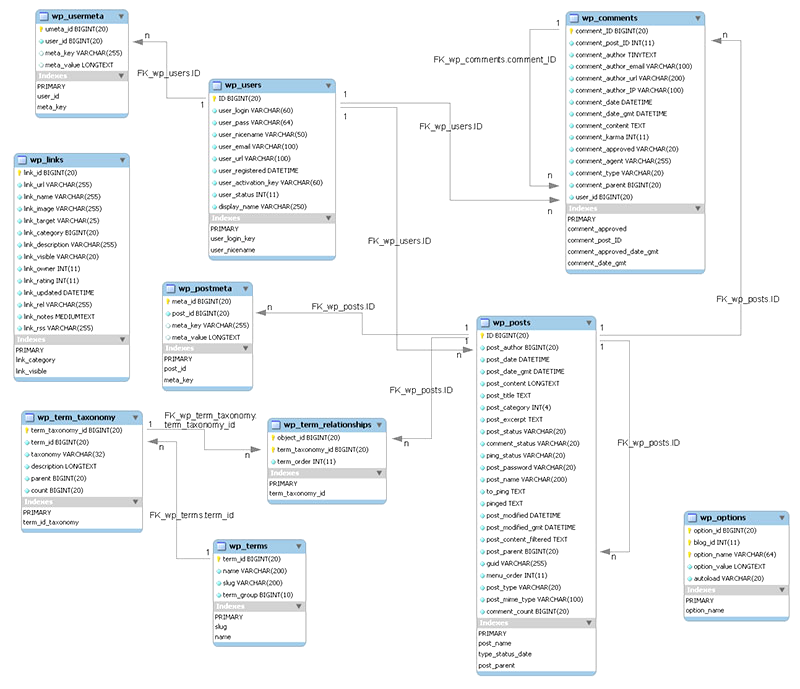 wp_usermeta
umeta_id BIGINT(20)
user_id BIGINT(20)
meta_key VARCHAR(255)
meta_value LONGTEXT
Indexes
PRIMARY
user_id
meta_key
n
FK_wp_users.ID
1
wp_users
ID BIGINT(20)
user_login VARCHAR(60)
user_pass VARCHAR(64)
user_nicename VARCHAR(50)
user_email VARCHAR(100)
user_url VARCHAR(100)
user_registered DATETIME
user_activation_key VARCHAR(60)
user_status INT(11)
display_name VARCHAR(250)
Indexes
PRIMARY
user_login_key
user_nicename
1
1
FK_wp_users.ID
n
FK_wp_users.ID
n
wp_comments
comment_ID BIGINT(20)
comment_post_ID INT(11)
comment_author TINYTEXT
comment_author_email VARCHAR(100)
comment_author_url VARCHAR(200)
comment_author_IP VARCHAR(100)
comment_date DATETIME
comment_date_gmt DATETIME
comment_content TEXT
comment_karma INT(11)
comment_approved VARCHAR(20)
comment_agent VARCHAR(255)
comment_type VARCHAR(20)
comment_parent BIGINT(20)
user_id BIGINT(20)
Indexes
PRIMARY
comment_approved
comment_post_ID
comment_approved_date_gmt
comment_date_gmt
1
FK_wp_comments.comment_ID
n
n
FK_wp_posts.ID
1
wp_links
link_id BIGINT(20)
link_url VARCHAR(255)
link_name VARCHAR(255)
link_image VARCHAR(255)
link_target VARCHAR(25)
link_category BIGINT(20)
link_description VARCHAR(255)
link_visible VARCHAR(20)
link_owner INT(11)
link_rating INT(11)
link_updated DATETIME
link_rel VARCHAR(255)
link_notes MEDIUMTEXT
link_rss VARCHAR(255)
Indexes
PRIMARY
link_category
link_visible
wp_postmeta
meta_id BIGINT(20)
post_id BIGINT(20)
meta_key VARCHAR(255)
meta_value LONGTEXT
Indexes
PRIMARY
post_id
meta_key
n
FK_wp_posts.ID
1
1
FK_wp_posts.ID
n
wp_posts
ID BIGINT(20)
post_author BIGINT(20)
post_date DATETIME
post_date_gmt DATETIME
post_content LONGTEXT
post_title TEXT
post_category INT(4)
post_excerpt TEXT
post_status VARCHAR(20)
comment_status VARCHAR(20)
ping_status VARCHAR(20)
post_password VARCHAR(20)
post_name VARCHAR(200)
to_ping TEXT
pinged TEXT
post_modified DATETIME
post_modified_gmt DATETIME
post_content_filtered TEXT
post_parent BIGINT(20)
guid VARCHAR(255)
menu_order INT(11)
post_type VARCHAR(20)
post_mime_type VARCHAR(100)
comment_count BIGINT(20)
Indexes
PRIMARY
post_name
type_status_date
post_parent
1
FK_wp_posts.ID
n
wp_term_taxonomy
term_taxonomy_id BIGINT(20)
term_id BIGINT(20)
taxonomy VARCHAR(32)
description LONGTEXT
parent BIGINT(20)
count BIGINT(20)
Indexes
PRIMARY
term_id_taxonomy
1
FK_wp_term_taxonomy.
term_taxonomy_id
n
wp_term_relationships
object_id BIGINT(20)
term_taxonomy_id BIGINT(20)
term_order INT(11)
Indexes
PRIMARY
term_taxonomy_id
n
FK_wp_terms.term_id
1
wp_terms
term_id BIGINT(20)
name VARCHAR(200)
slug VARCHAR(200)
term_group BIGINT(10)
Indexes
PRIMARY
slug
name
wp_options
option_id BIGINT(20)
blog_id INT(11)
option_name VARCHAR(64)
option_value LONGTEXT
autoload VARCHAR(20)
Indexes
PRIMARY
option_name